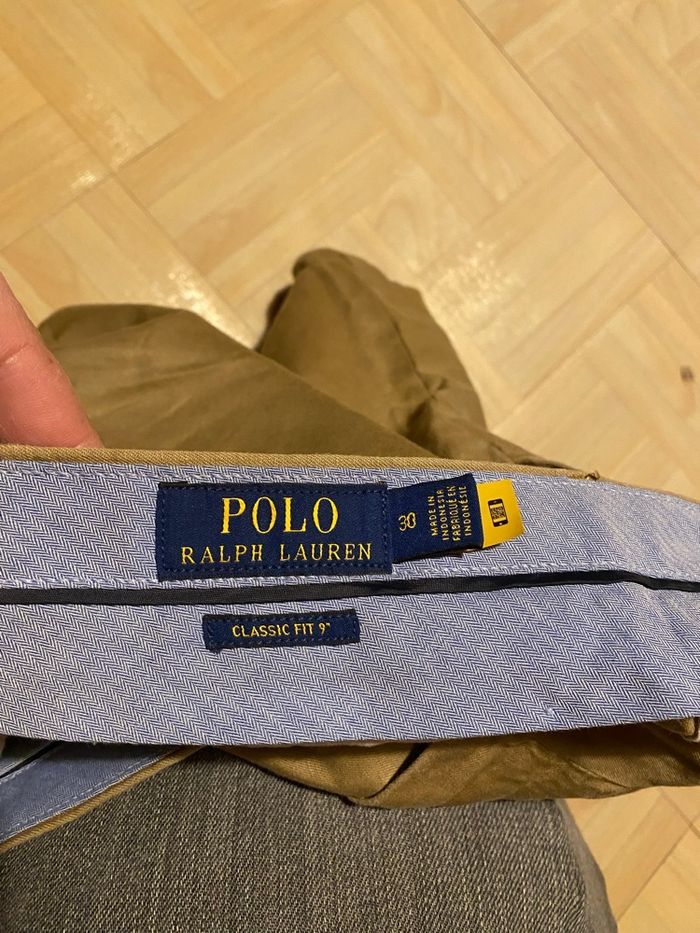 POLO
RALPH LAUREN
30
MADE IN
INDONESIA
FABRIQUÉ EN
INDONÉSIE
CLASSIC FIT 9"